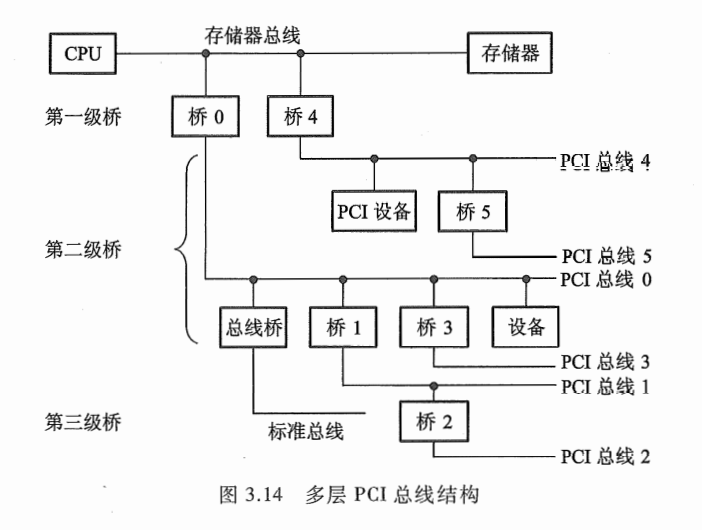 存储器总线
CPU
存储器
第一级桥
桥 0
桥 4
PCI 总线 4
PCI 设备
桥 5
第二级桥
PCI 总线 5
PCI 总线 0
总线桥
桥 1
桥 3
设备
PCI 总线 3
PCI 总线 1
第三级桥
标准总线
桥 2
PCI 总线 2
图 3.14 多层 PCI 总线结构